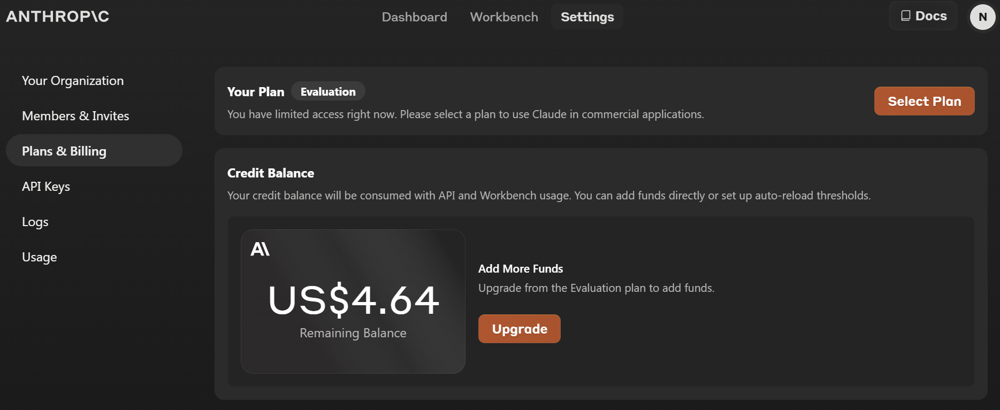 ANTHROP\C
Dashboard
Workbench
Settings
Docs
N
Your Organization
Members & Invites
Plans & Billing
API Keys
Logs
Usage
Your Plan
Evaluation
You have limited access right now. Please select a plan to use Claude in commercial applications.
Select Plan
Credit Balance
Your credit balance will be consumed with API and Workbench usage. You can add funds directly or set up auto-reload thresholds.
A\
US$4.64
Remaining Balance
Add More Funds
Upgrade from the Evaluation plan to add funds.
Upgrade